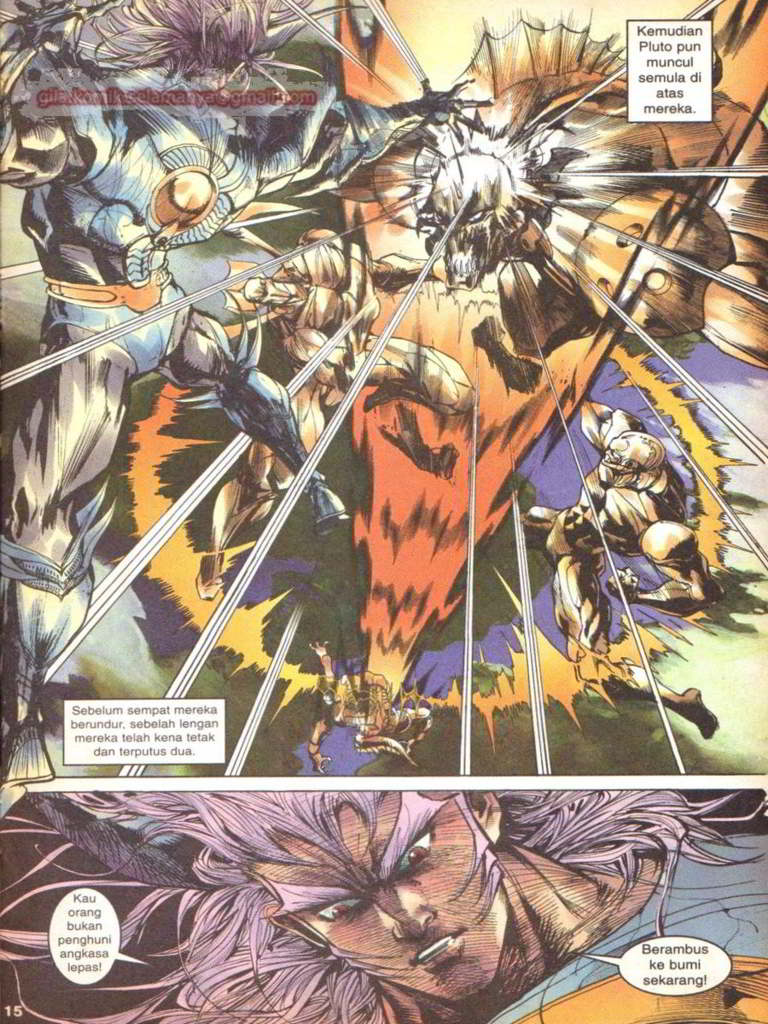 Kemudian
Pluto pun
muncul
semula di
atas
mereka.
Sebelum sempat mereka
berundur, sebelah lengan
mereka telah kena tetak
dan terputus dua.
Kau
orang
bukan
penghuni
angkasa
lepas!
Berambus
ke bumi
sekarang!
15